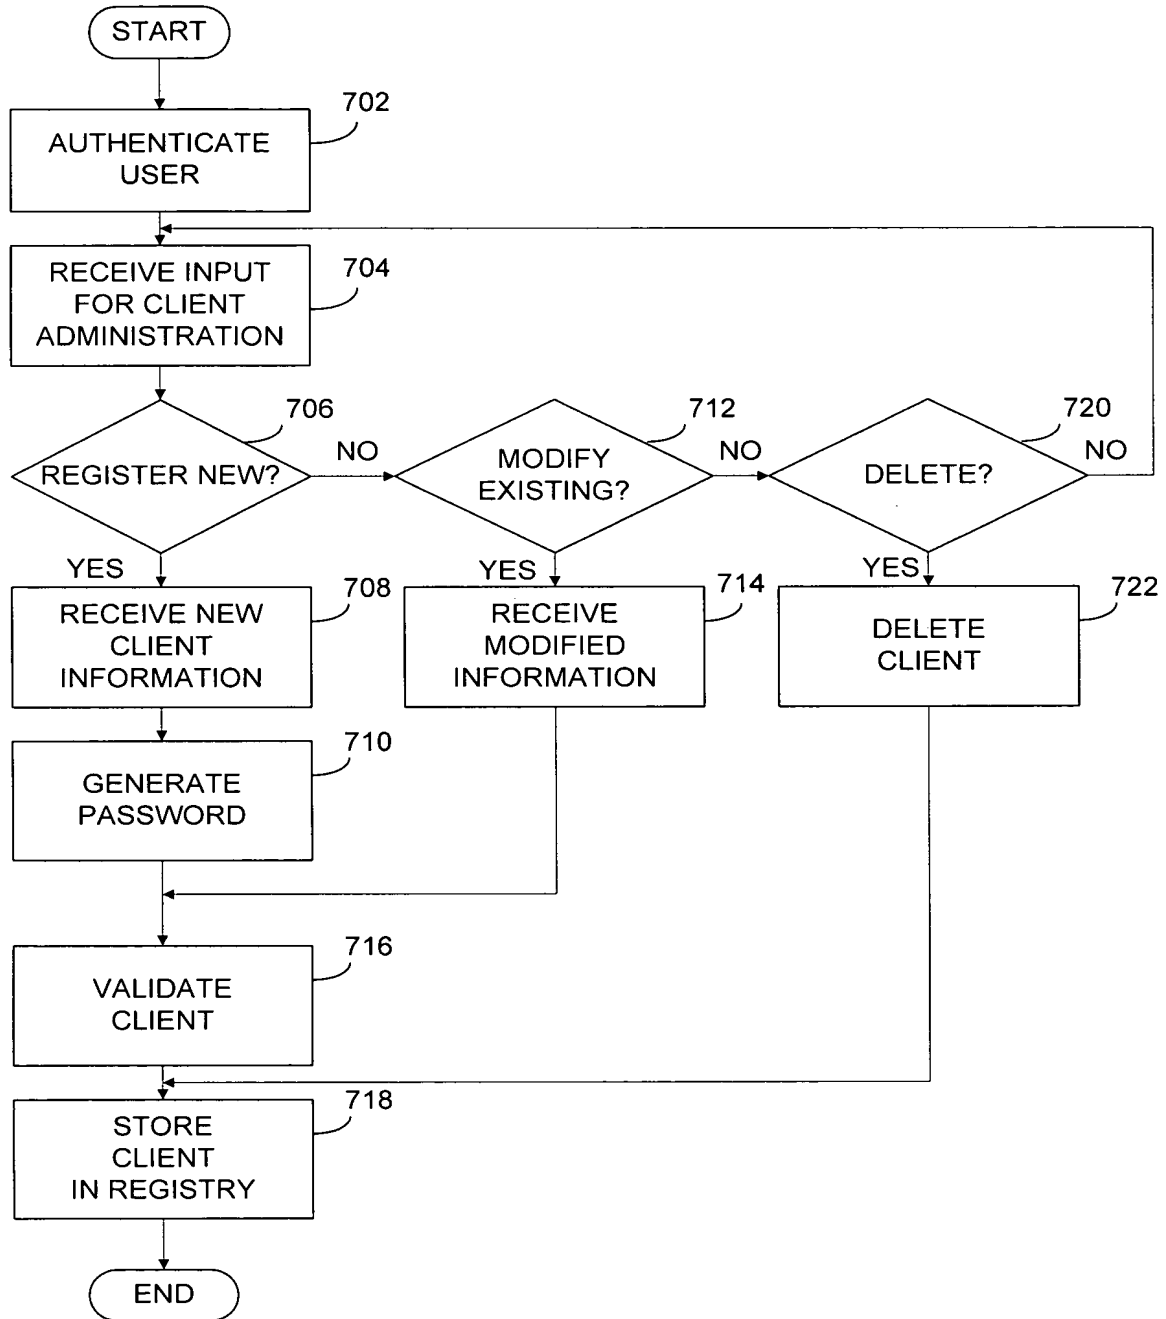 START
702
AUTHENTICATE
USER
704
RECEIVE INPUT
FOR CLIENT
ADMINISTRATION
706
REGISTER NEW?
NO
712
MODIFY
EXISTING?
NO
720
DELETE?
NO
YES
708
RECEIVE NEW
CLIENT
INFORMATION
YES
714
RECEIVE
MODIFIED
INFORMATION
YES
722
DELETE
CLIENT
710
GENERATE
PASSWORD
716
VALIDATE
CLIENT
718
STORE
CLIENT
IN REGISTRY
END